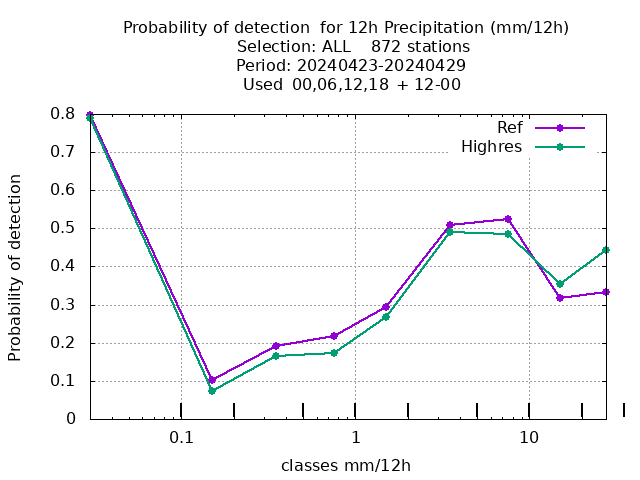 Probability of detection  for 12h Precipitation (mm/12h)
Selection: ALL    872 stations
Period: 20240423-20240429
Used  00,06,12,18  + 12-00
Ref
Highres
Probability of detection
0.8
0.7
0.6
0.5
0.4
0.3
0.2
0.1
0
0.1 1 10
classes mm/12h